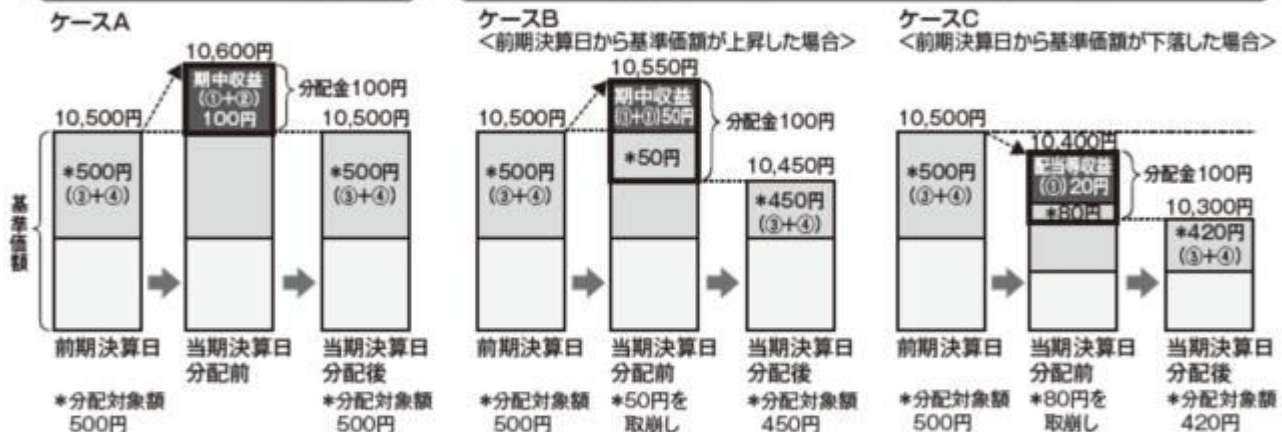 ケースA
10,600円
期中収益
(①+②)
100円
分配金100円
10,500円
10,500円
*500円
(③+④)
*500円
(③+④)
基準価額
前期決算日
当期決算日
分配前
当期決算日
分配後
*分配対象額
500円
*分配対象額
500円
ケースB
<前期決算日から基準価額が上昇した場合>
10,550円
期中収益
(①+②)50円
分配金100円
10,500円
*500円
(③+④)
*50円
10,450円
*450円
(③+④)
前期決算日
当期決算日
分配前
当期決算日
分配後
*分配対象額
500円
*50円を
取崩し
*分配対象額
450円
ケースC
<前期決算日から基準価額が下落した場合>
10,500円
10,400円
配当等収益
(①)20円
分配金100円
*500円
(③+④)
*80円
10,300円
*420円
(③+④)
前期決算日
当期決算日
分配前
当期決算日
分配後
*分配対象額
500円
*80円を
取崩し
*分配対象額
420円